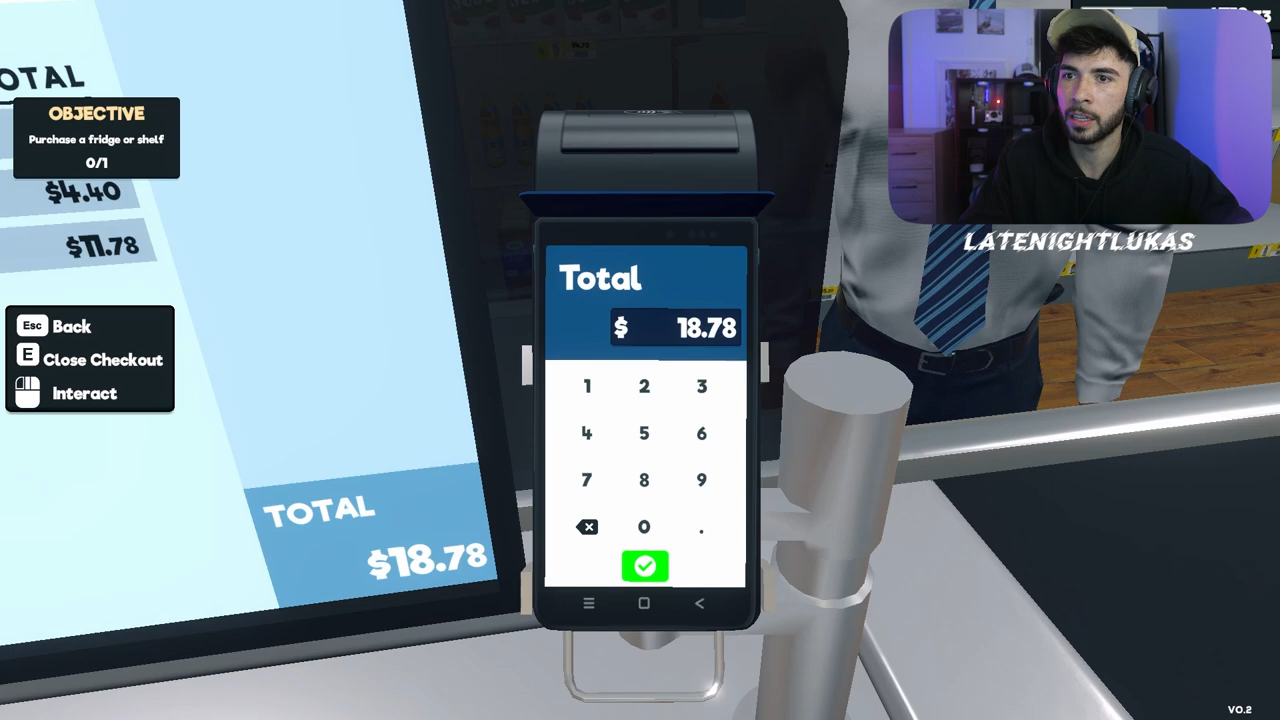 OTAL
OBJECTIVE
Purchase a fridge or shelf
0/1
$4.40
$11.78
Esc Back
E Close Checkout
Interact
TOTAL
$18.78
Total
$ 18.78
1 2 3
4 5 6
7 8 9
0 .
LATENIGHTLUKAS
V0.2